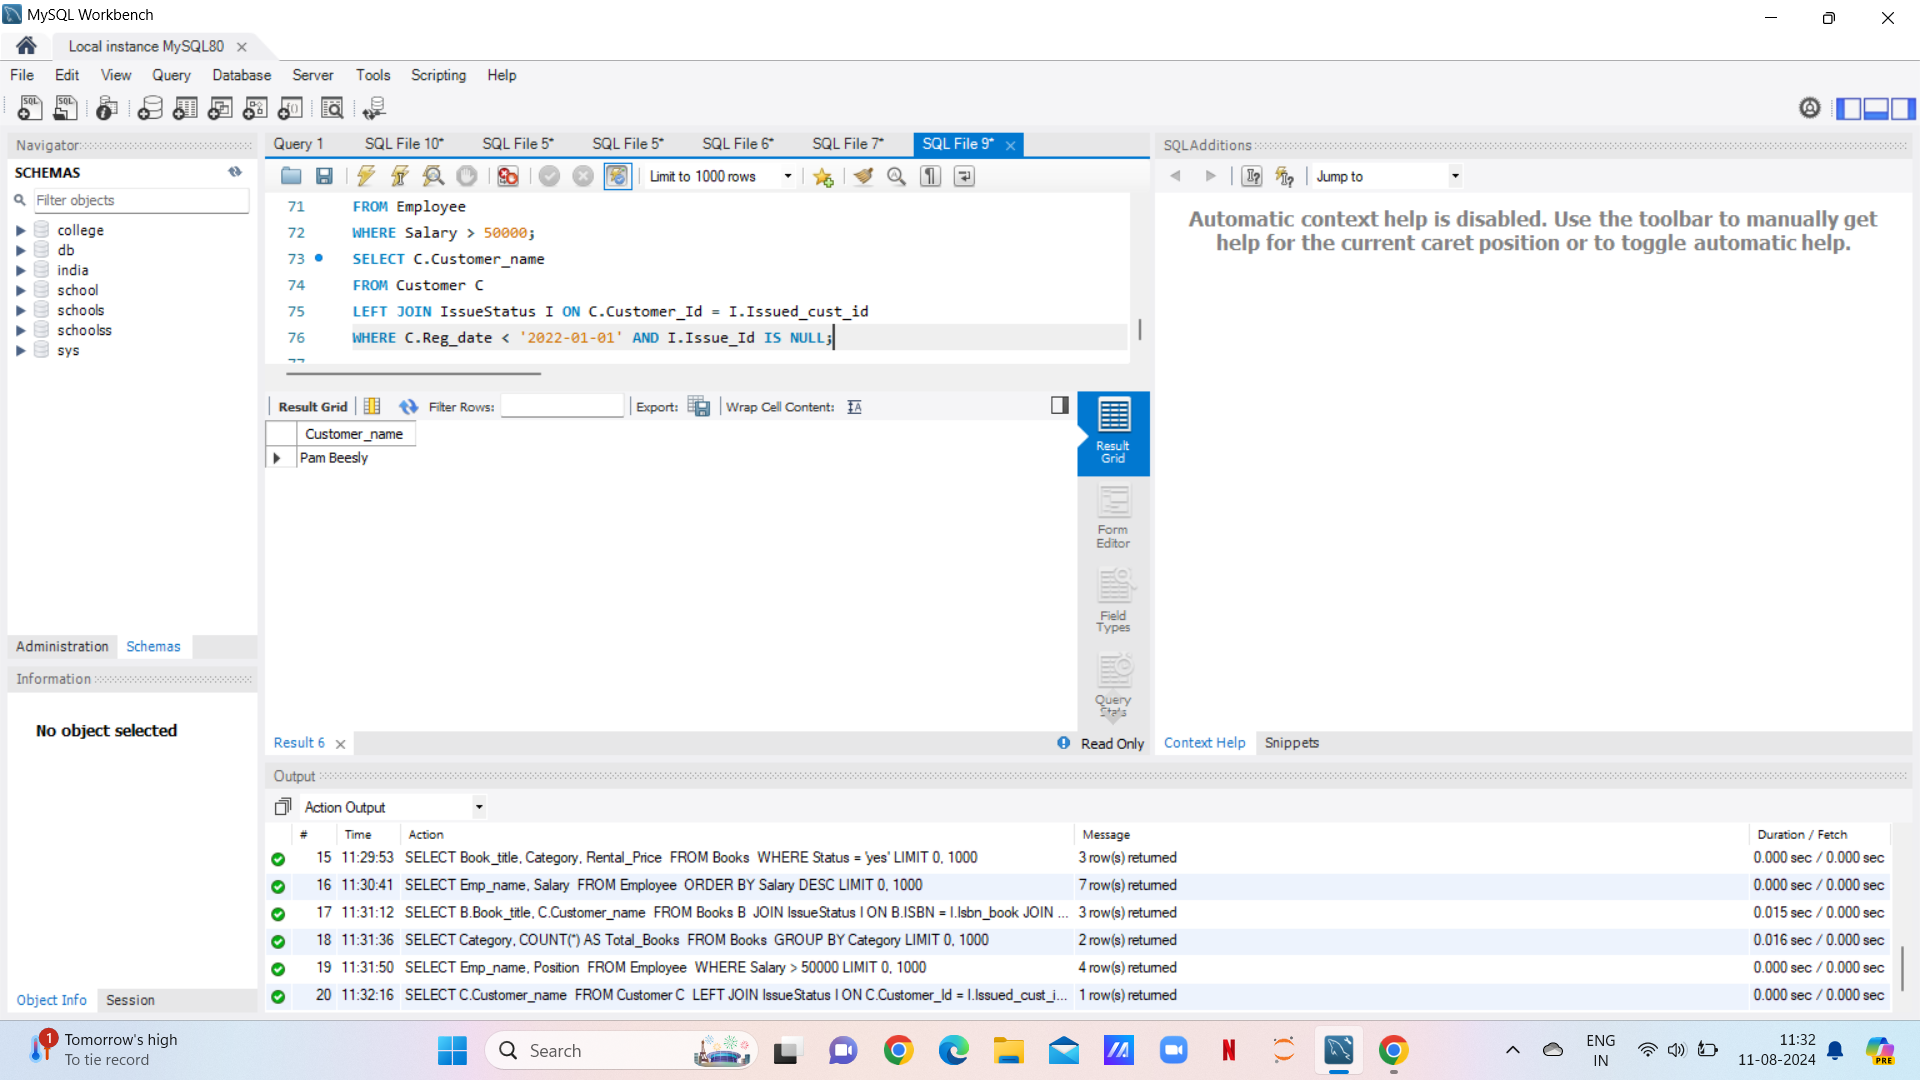 MySQL Workbench
Local instance MySQL80
File Edit View Query Database Server Tools Scripting Help
Navigator
SCHEMAS
Filter objects
college
db
india
school
schools
schoolss
sys
Administration Schemas
Information
No object selected
Object Info Session
Query 1 SQL File 10* SQL File 5* SQL File 5* SQL File 6* SQL File 7* SQL File 9*
Limit to 1000 rows
71 FROM Employee
72 WHERE Salary > 50000;
73 SELECT C.Customer_name
74 FROM Customer C
75 LEFT JOIN IssueStatus I ON C.Customer_Id = I.Issued_cust_id
76 WHERE C.Reg_date < '2022-01-01' AND I.Issue_Id IS NULL;
77
Result Grid Filter Rows: Export: Wrap Cell Content:
Customer_name
Pam Beesly
Result Grid
Form Editor
Field Types
Query Stats
Result 6
Read Only
SQLAdditions
Jump to
Automatic context help is disabled. Use the toolbar to manually get
help for the current caret position or to toggle automatic help.
Context Help Snippets
Output
Action Output
# Time Action Message Duration / Fetch
15 11:29:53 SELECT Book_title, Category, Rental_Price FROM Books WHERE Status = 'yes' LIMIT 0, 1000 3 row(s) returned 0.000 sec / 0.000 sec
16 11:30:41 SELECT Emp_name, Salary FROM Employee ORDER BY Salary DESC LIMIT 0, 1000 7 row(s) returned 0.000 sec / 0.000 sec
17 11:31:12 SELECT B.Book_title, C.Customer_name FROM Books B JOIN IssueStatus I ON B.ISBN = I.Isbn_book JOIN ... 3 row(s) returned 0.015 sec / 0.000 sec
18 11:31:36 SELECT Category, COUNT(*) AS Total_Books FROM Books GROUP BY Category LIMIT 0, 1000 2 row(s) returned 0.016 sec / 0.000 sec
19 11:31:50 SELECT Emp_name, Position FROM Employee WHERE Salary > 50000 LIMIT 0, 1000 4 row(s) returned 0.000 sec / 0.000 sec
20 11:32:16 SELECT C.Customer_name FROM Customer C LEFT JOIN IssueStatus I ON C.Customer_Id = I.Issued_cust_i... 1 row(s) returned 0.000 sec / 0.000 sec
1
Tomorrow's high
To tie record
Search
ENG
IN
11:32
11-08-2024
PRE